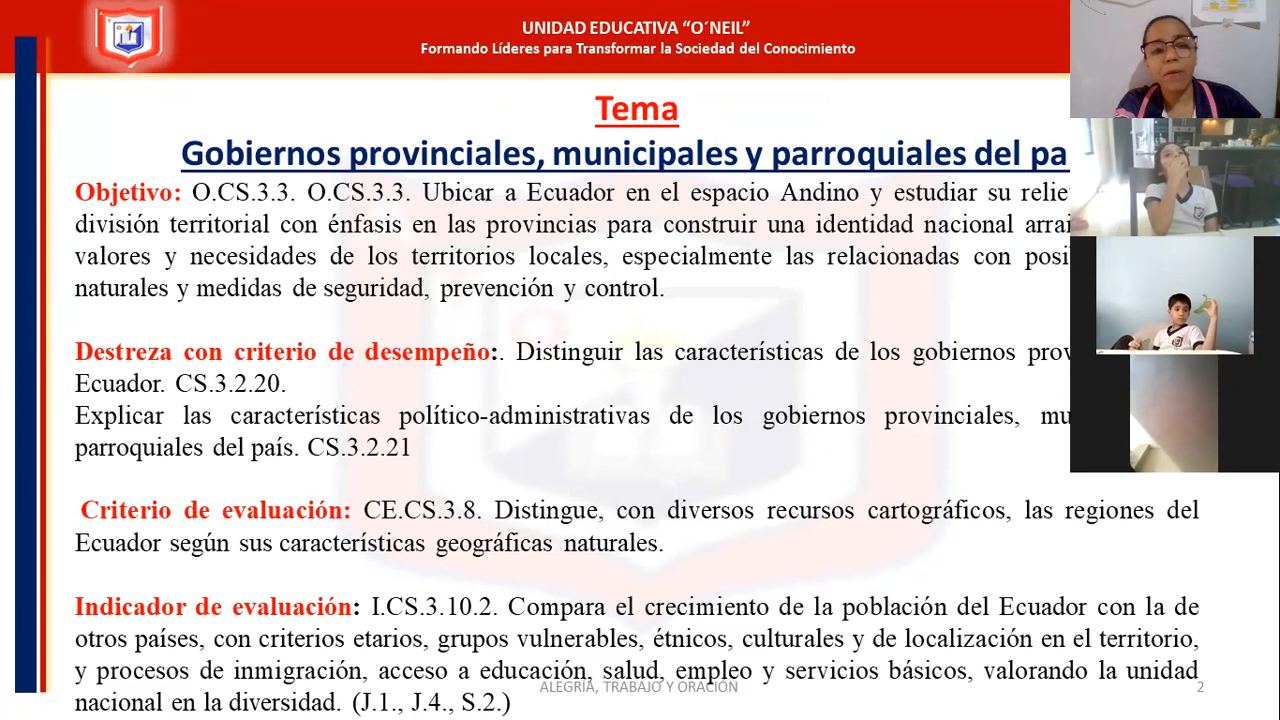 UNIDAD EDUCATIVA “O´NEIL”
Formando Líderes para Transformar la Sociedad del Conocimiento
Tema
Gobiernos provinciales, municipales y parroquiales del pa
Objetivo: O.CS.3.3. O.CS.3.3. Ubicar a Ecuador en el espacio Andino y estudiar su relie
división territorial con énfasis en las provincias para construir una identidad nacional arrai
valores y necesidades de los territorios locales, especialmente las relacionadas con posi
naturales y medidas de seguridad, prevención y control.
Destreza con criterio de desempeño:. Distinguir las características de los gobiernos prov
Ecuador. CS.3.2.20.
Explicar las características político-administrativas de los gobiernos provinciales, mu
parroquiales del país. CS.3.2.21
Criterio de evaluación: CE.CS.3.8. Distingue, con diversos recursos cartográficos, las regiones del
Ecuador según sus características geográficas naturales.
Indicador de evaluación: I.CS.3.10.2. Compara el crecimiento de la población del Ecuador con la de
otros países, con criterios etarios, grupos vulnerables, étnicos, culturales y de localización en el territorio,
y procesos de inmigración, acceso a educación, salud, empleo y servicios básicos, valorando la unidad
nacional en la diversidad. (J.1., J.4., S.2.)
ALEGRIA, TRABAJO Y ORACIÓN
2